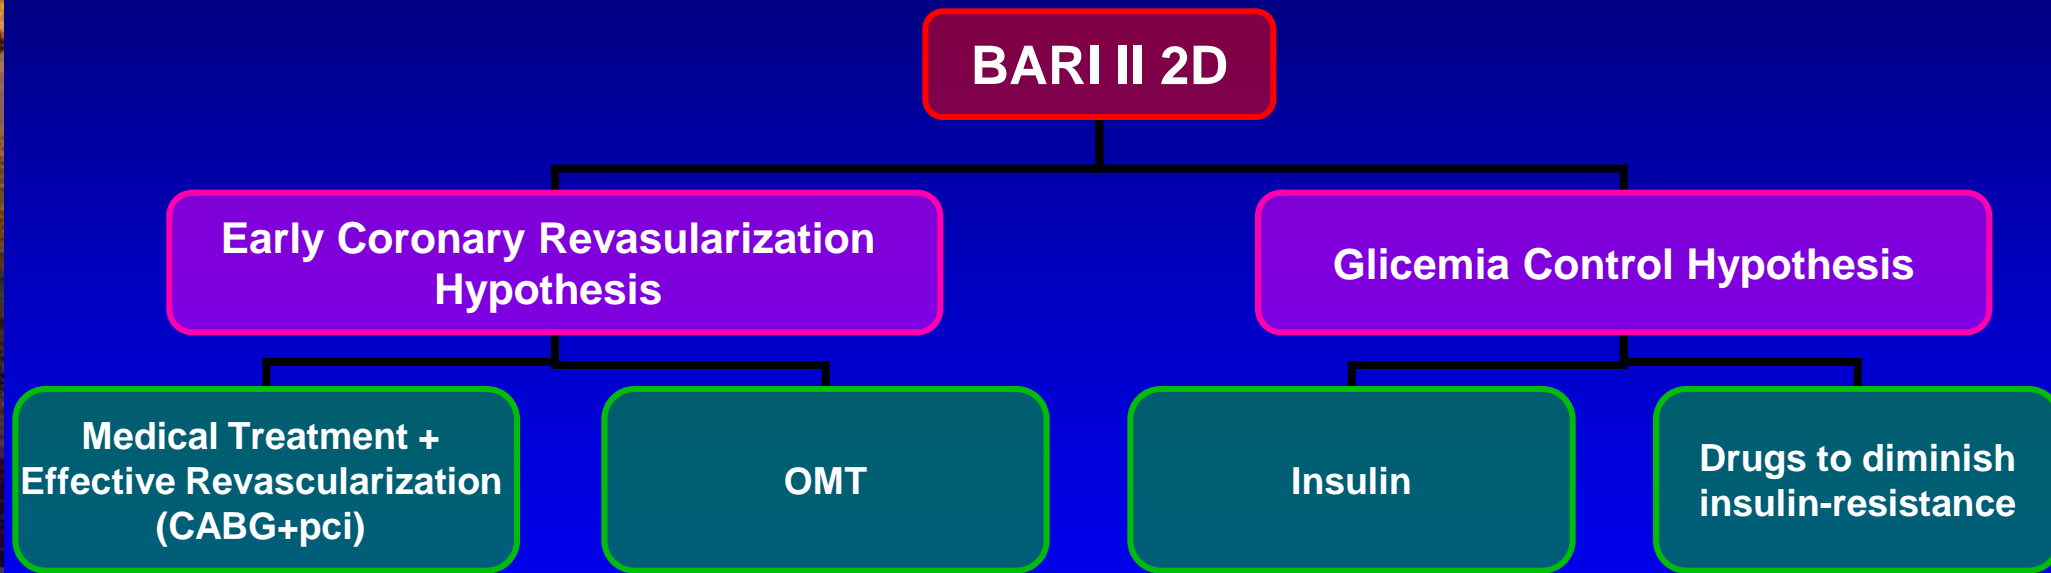 BARI II 2D
Early Coronary Revasularization
Hypothesis
Glicemia Control Hypothesis
Medical Treatment +
Effective Revascularization
(CABG+pci)
OMT
Insulin
Drugs to diminish
insulin-resistance